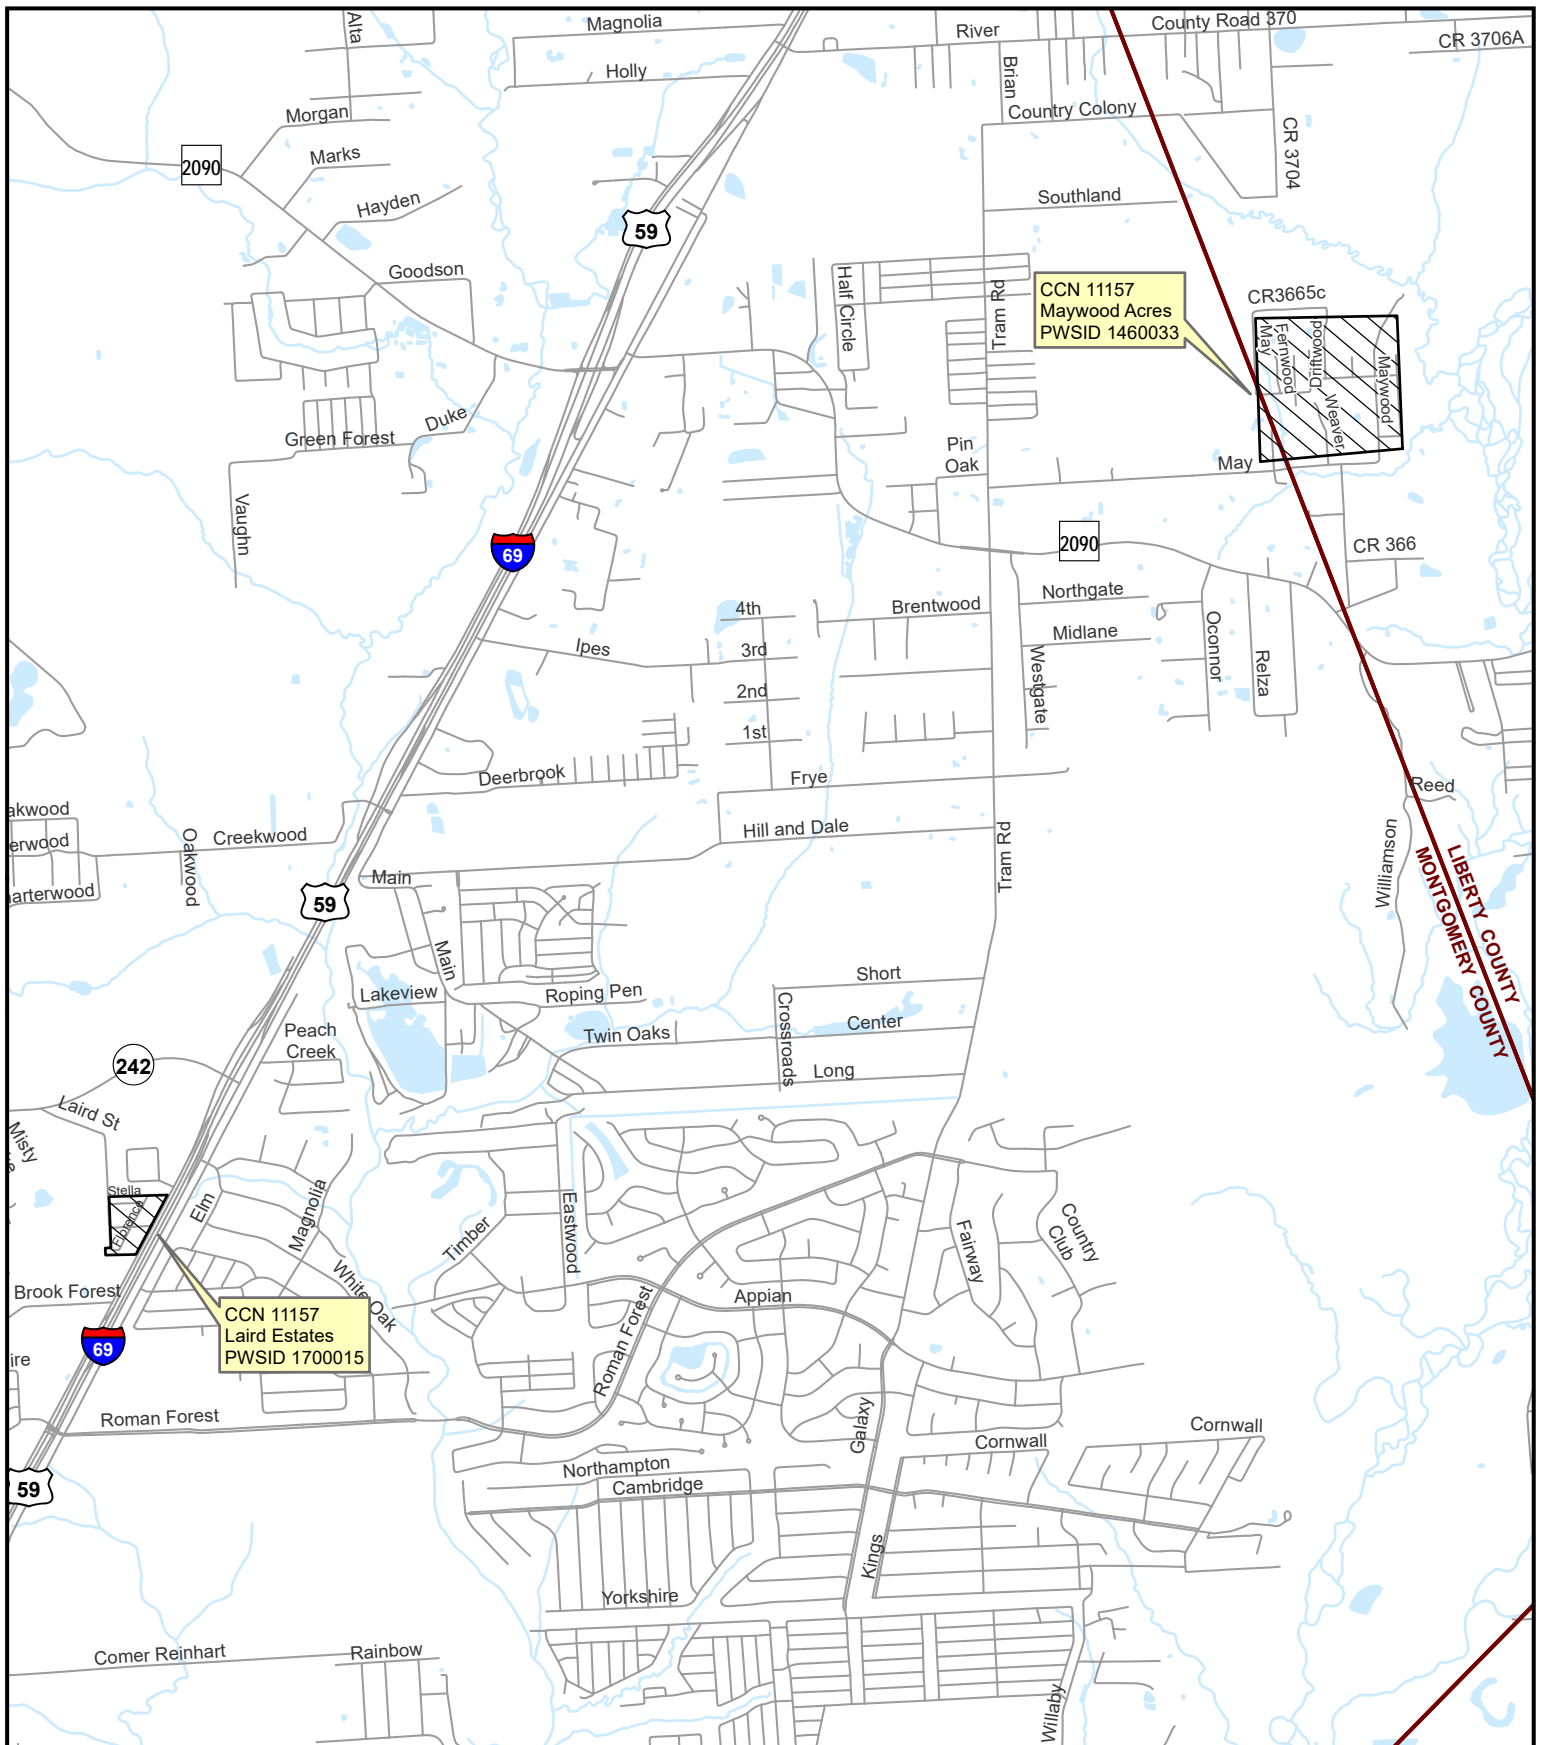 Alta
Magnolia
River
County Road 370
CR 3706A
Holly
Brian
Morgan
Country Colony
Marks
CR 3704
2090
Hayden
Southland
59
Goodson
Half Circle
Tram Rd
CCN 11157
Maywood Acres
PWSID 1460033
CR3665c
May
Fernwood
Driftwood
Weaver
Maywood
Duke
Green Forest
Pin
Oak
May
Vaughn
69
2090
CR 366
4th
Brentwood
Northgate
Ipes
3rd
Midlane
Westgate
Oconnor
Relza
2nd
1st
Deerbrook
Frye
Reed
akwood
erwood
Oakwood
Creekwood
Hill and Dale
Tram Rd
Williamson
LIBERTY COUNTY
MONTGOMERY COUNTY
arterwood
Main
59
Main
Short
Lakeview
Roping Pen
Crossroads
Center
Peach
Creek
Twin Oaks
Long
242
Laird St
Misty
Stella
Florence
Elm
Magnolia
Timber
Eastwood
Fairway
Country
Club
White Oak
Brook Forest
Appian
CCN 11157
Laird Estates
PWSID 1700015
69
ire
Roman Forest
Roman Forest
Galaxy
Cornwall
Cornwall
Northampton
Cambridge
59
Kings
Yorkshire
Comer Reinhart
Rainbow
Willaby